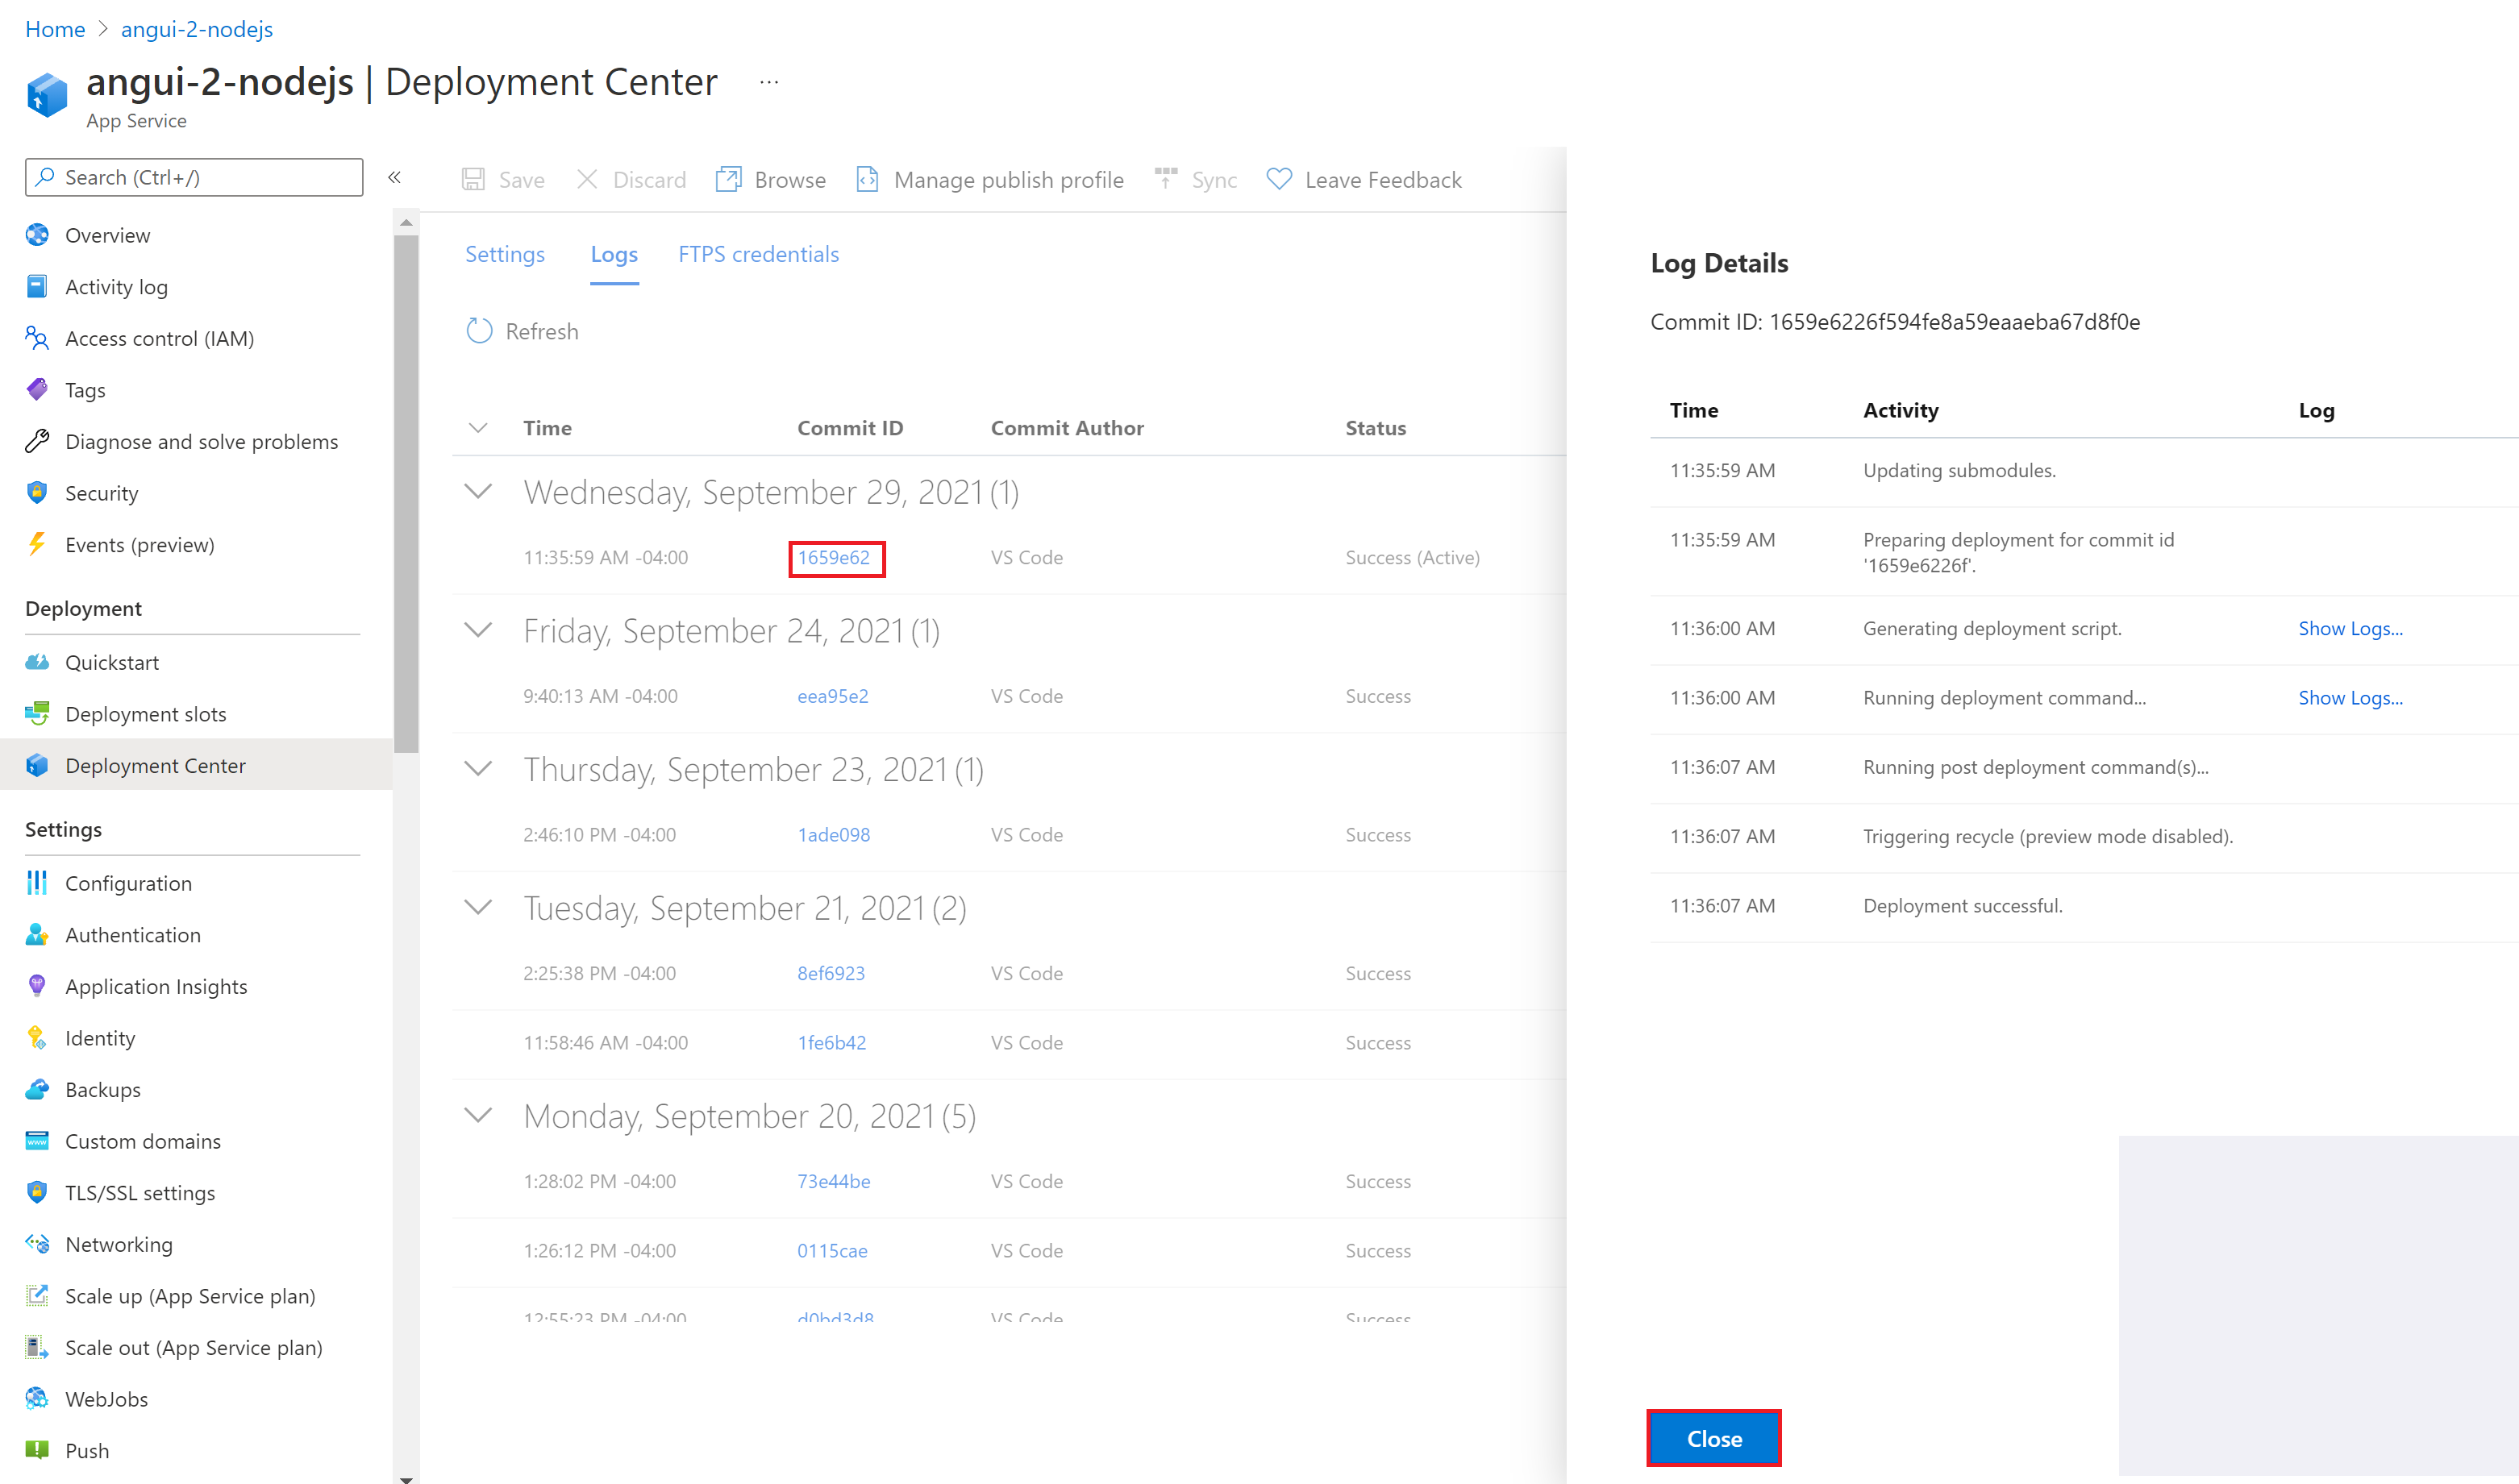 Home > angui-2-nodejs
angui-2-nodejs | Deployment Center ...
App Service
Search (Ctrl+/)
«
Overview
Activity log
Access control (IAM)
Tags
Diagnose and solve problems
Security
Events (preview)
Deployment
Quickstart
Deployment slots
Deployment Center
Settings
Configuration
Authentication
Application Insights
Identity
Backups
Custom domains
TLS/SSL settings
Networking
Scale up (App Service plan)
Scale out (App Service plan)
WebJobs
Push
Save Discard Browse Manage publish profile Sync Leave Feedback
Settings Logs FTPS credentials
Refresh
Time Commit ID Commit Author Status
Wednesday, September 29, 2021 (1)
11:35:59 AM -04:00 1659e62 VS Code Success (Active)
Friday, September 24, 2021 (1)
9:40:13 AM -04:00 eea95e2 VS Code Success
Thursday, September 23, 2021 (1)
2:46:10 PM -04:00 1ade098 VS Code Success
Tuesday, September 21, 2021 (2)
2:25:38 PM -04:00 8ef6923 VS Code Success
11:58:46 AM -04:00 1fe6b42 VS Code Success
Monday, September 20, 2021 (5)
1:28:02 PM -04:00 73e44be VS Code Success
1:26:12 PM -04:00 0115cae VS Code Success
12:55:23 PM -04:00 d0bd3d8 VS Code Success
Log Details
Commit ID: 1659e6226f594fe8a59eaaeba67d8f0e
Time Activity Log
11:35:59 AM Updating submodules.
11:35:59 AM Preparing deployment for commit id
'1659e6226f'.
11:36:00 AM Generating deployment script. Show Logs...
11:36:00 AM Running deployment command... Show Logs...
11:36:07 AM Running post deployment command(s)...
11:36:07 AM Triggering recycle (preview mode disabled).
11:36:07 AM Deployment successful.
Close